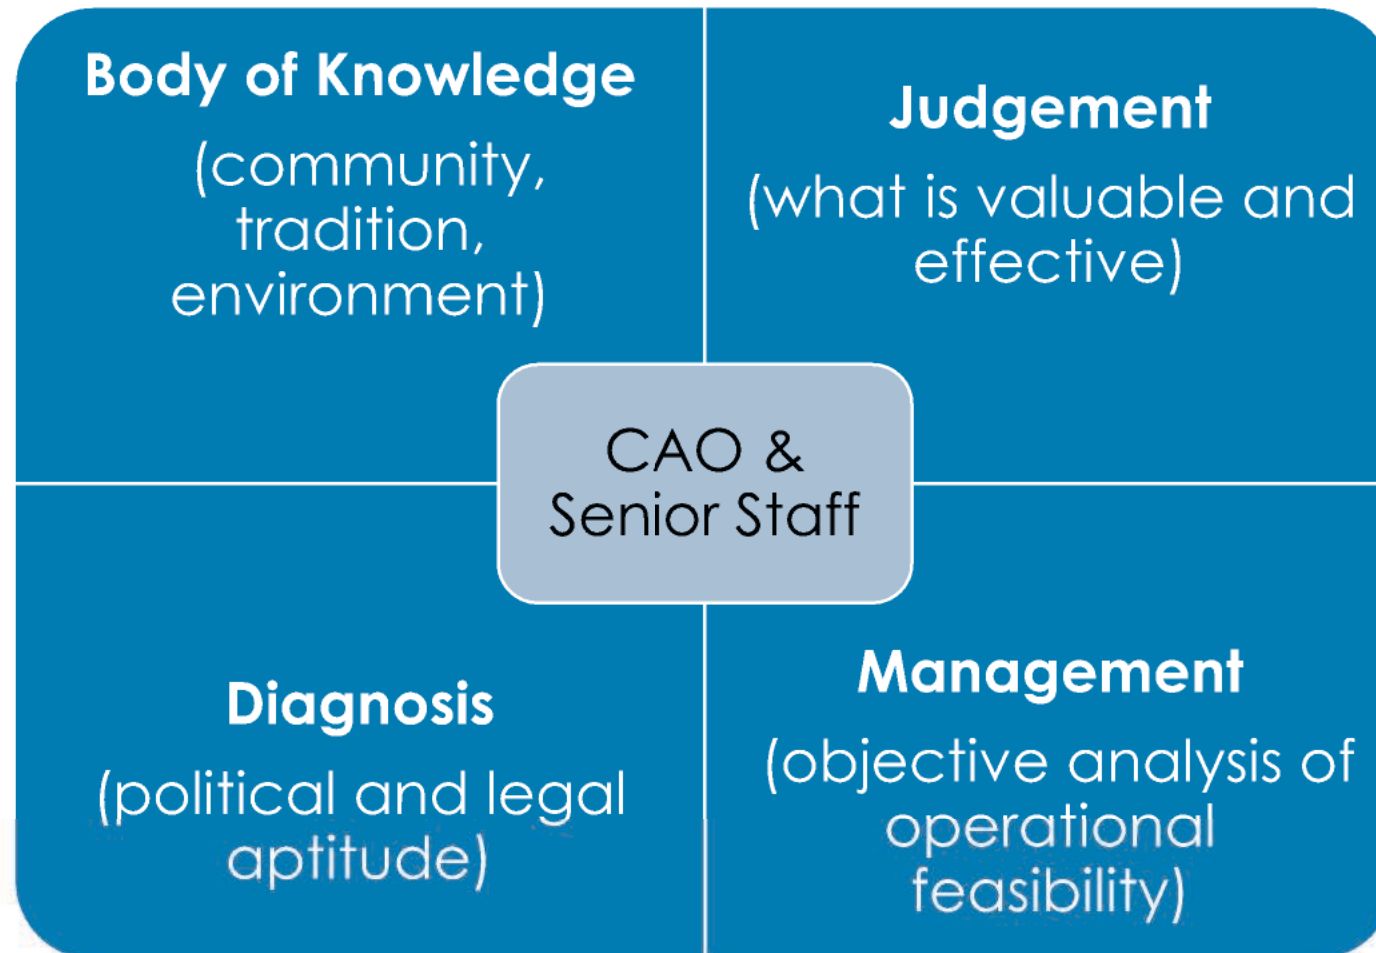 Body of Knowledge
(community,
tradition,
environment)
Judgement
(what is valuable and
effective)
CAO &
Senior Staff
Diagnosis
(political and legal
aptitude)
Management
(objective analysis of
operational
feasibility)